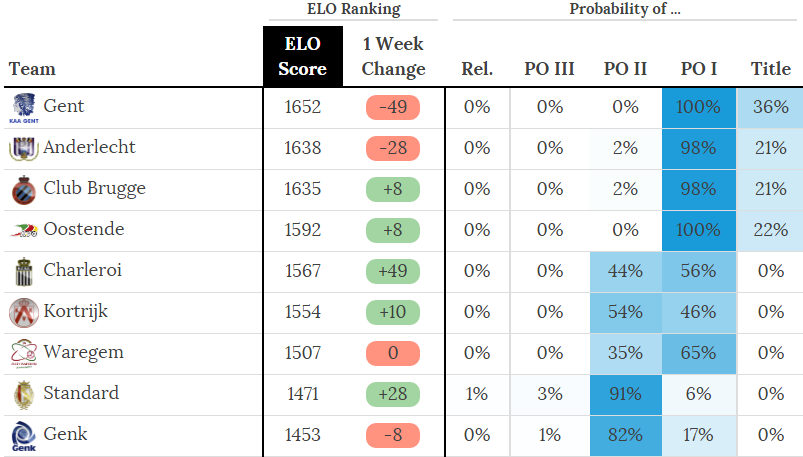 ELO Ranking Probability of ...
ELO 1 Week
Team Score Change Rel. PO III PO II PO I Title
KAA GENT Gent 1652 -49 0% 0% 0% 100% 36%
Anderlecht 1638 -28 0% 0% 2% 98% 21%
Club Brugge 1635 +8 0% 0% 2% 98% 21%
Oostende 1592 +8 0% 0% 0% 100% 22%
Charleroi 1567 +49 0% 0% 44% 56% 0%
Kortrijk 1554 +10 0% 0% 54% 46% 0%
Waregem 1507 0 0% 0% 35% 65% 0%
Standard 1471 +28 1% 3% 91% 6% 0%
Genk Genk 1453 -8 0% 1% 82% 17% 0%